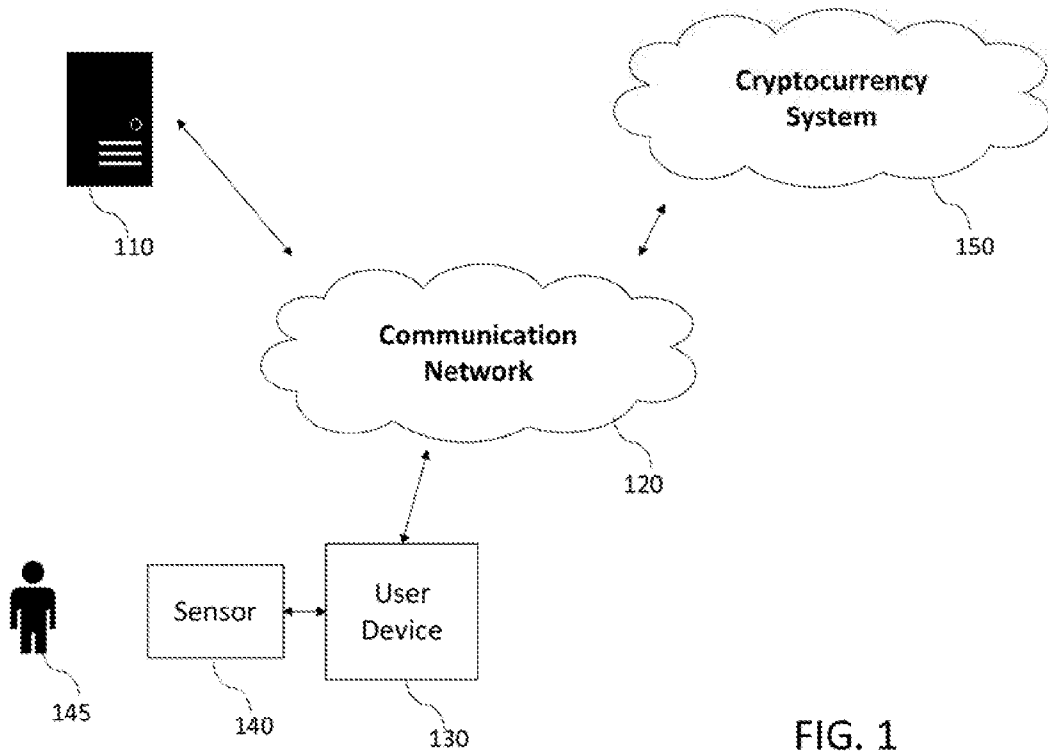 Cryptocurrency
System
110
150
Communication
Network
120
Sensor
User
Device
145
140
130
FIG. 1